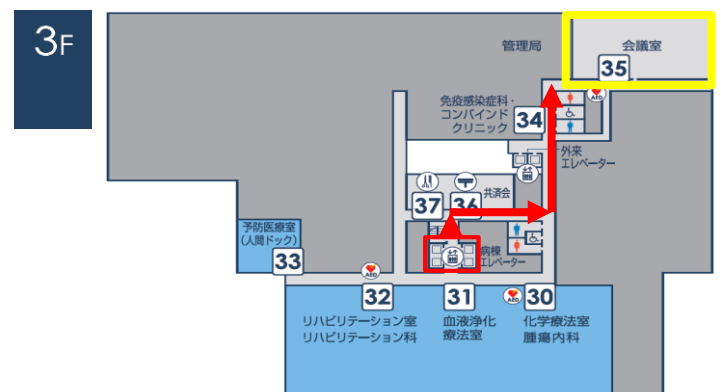 3F
管理局
会議室
35
AED
免疫感染症科・
コンバインド
クリニック
34
外来
エレベーター
37
36
共済会
予防医療室
(人間ドック)
33
病棟
エレベーター
AED
32
31
AED
30
リハビリテーション室
リハビリテーション科
血液浄化
療法室
化学療法室
腫瘍内科